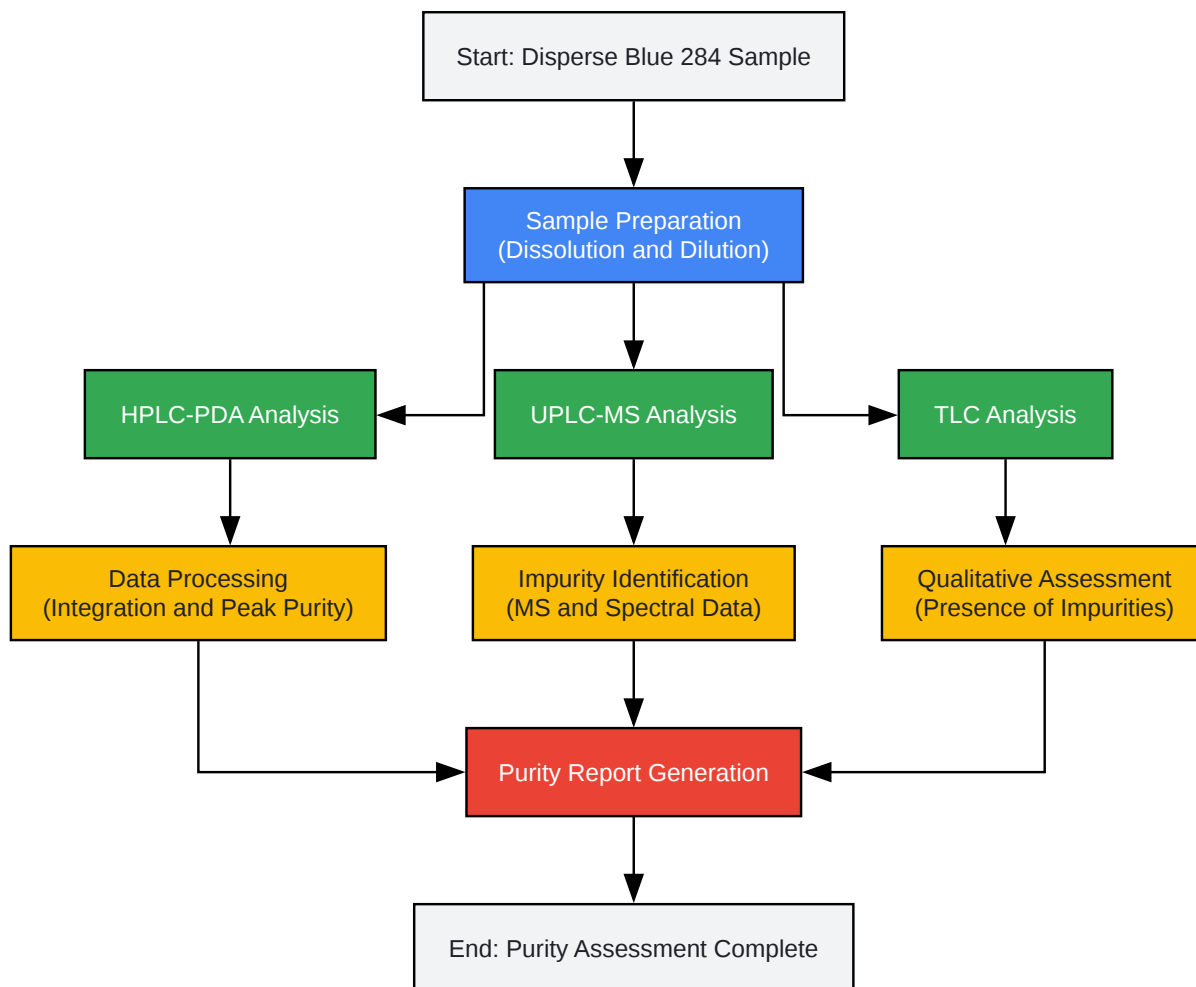 Start: Disperse Blue 284 Sample
Sample Preparation
(Dissolution and Dilution)
HPLC-PDA Analysis
UPLC-MS Analysis
TLC Analysis
Data Processing
(Integration and Peak Purity)
Impurity Identification
(MS and Spectral Data)
Qualitative Assessment
(Presence of Impurities)
Purity Report Generation
End: Purity Assessment Complete